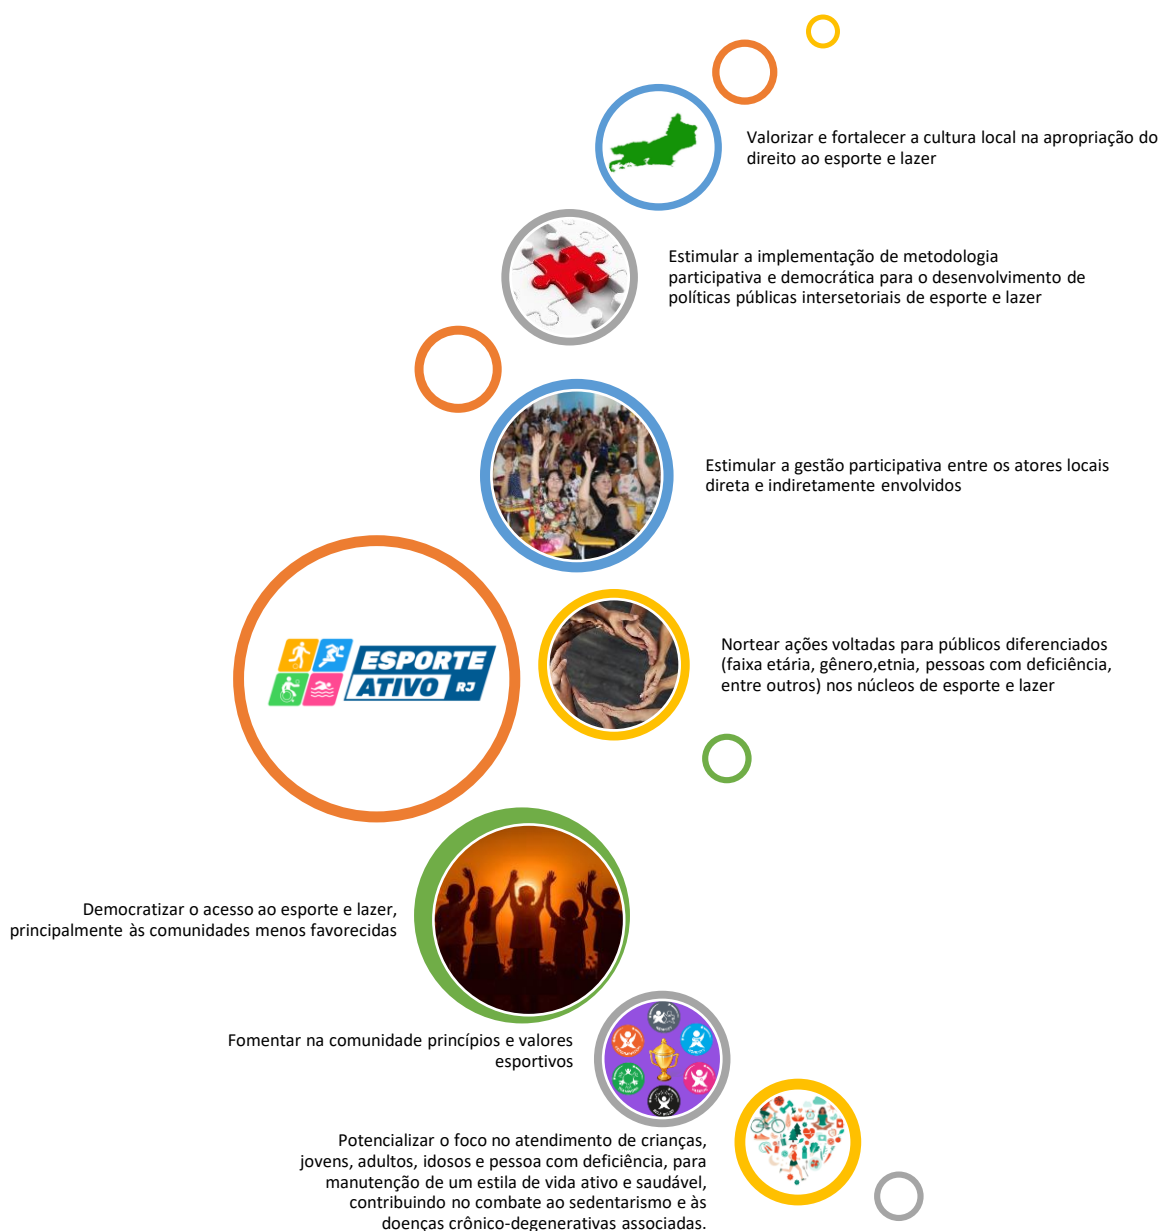 Valorizar e fortalecer a cultura local na apropriação do
direito ao esporte e lazer
Estimular a implementação de metodologia
participativa e democrática para o desenvolvimento de
políticas públicas intersetoriais de esporte e lazer
Estimular a gestão participativa entre os atores locais
direta e indiretamente envolvidos
ESPORTE
ATIVO RJ
Nortear ações voltadas para públicos diferenciados
(faixa etária, gênero,etnia, pessoas com deficiência,
entre outros) nos núcleos de esporte e lazer
Democratizar o acesso ao esporte e lazer,
principalmente às comunidades menos favorecidas
Fomentar na comunidade princípios e valores
esportivos
Potencializar o foco no atendimento de crianças,
jovens, adultos, idosos e pessoa com deficiência, para
manutenção de um estila de vida ativo e saudável,
contribuindo no combate ao sedentarismo e às
doenças crônico-degenerativas associadas.